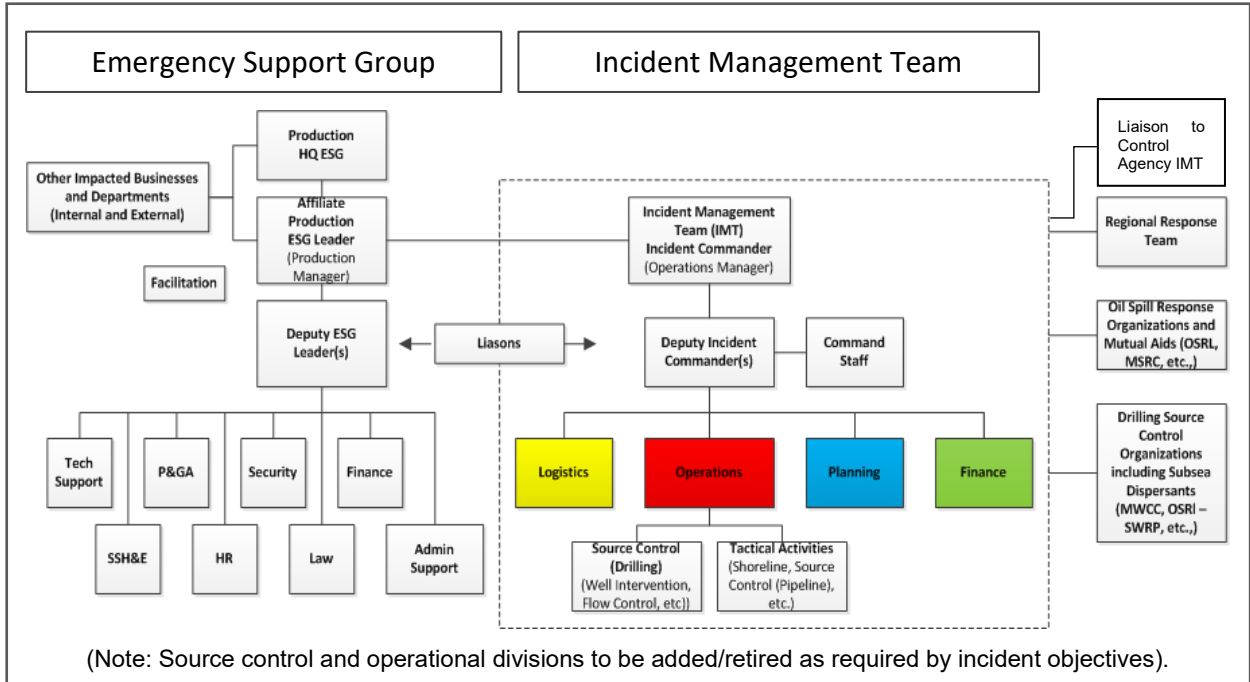 Emergency Support Group
Incident Management Team
Production
HQ ESG
Other Impacted Businesses
and Departments
(Internal and External)
Affiliate
Production
ESG Leader
(Production
Manager)
Facilitation
Deputy ESG
Leader(s)
Liasons
Incident Management
Team (IMT)
Incident Commander
(Operations Manager)
Deputy Incident
Commander(s)
Command
Staff
Liaison to
Control
Agency IMT
Regional Response
Team
Oil Spill Response
Organizations and
Mutual Aids (OSRL,
MSRC, etc.,)
Drilling Source
Control
Organizations
including Subsea
Dispersants
(MWCC, OSRl –
SWRP, etc.,)
Tech
Support
P&GA
Security
Finance
SSH&E
HR
Law
Admin
Support
Logistics
Operations
Planning
Finance
Source Control
(Drilling)
(Well Intervention,
Flow Control, etc))
Tactical Activities
(Shoreline, Source
Control (Pipeline),
etc.)
(Note: Source control and operational divisions to be added/retired as required by incident objectives).